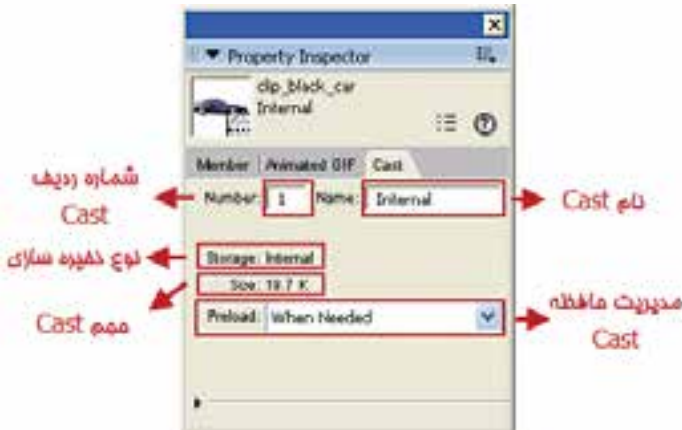 Property Inspector
clip_black_car
Internal
Member Animated GIF Cast
شماره ردیف
Cast
Number: 1 Name: Internal
نام Cast
نوع ذخیره سازی
Storage: Internal
Size: 19.7 K
حجم Cast
Preload: When Needed
مدیریت حافظه
Cast